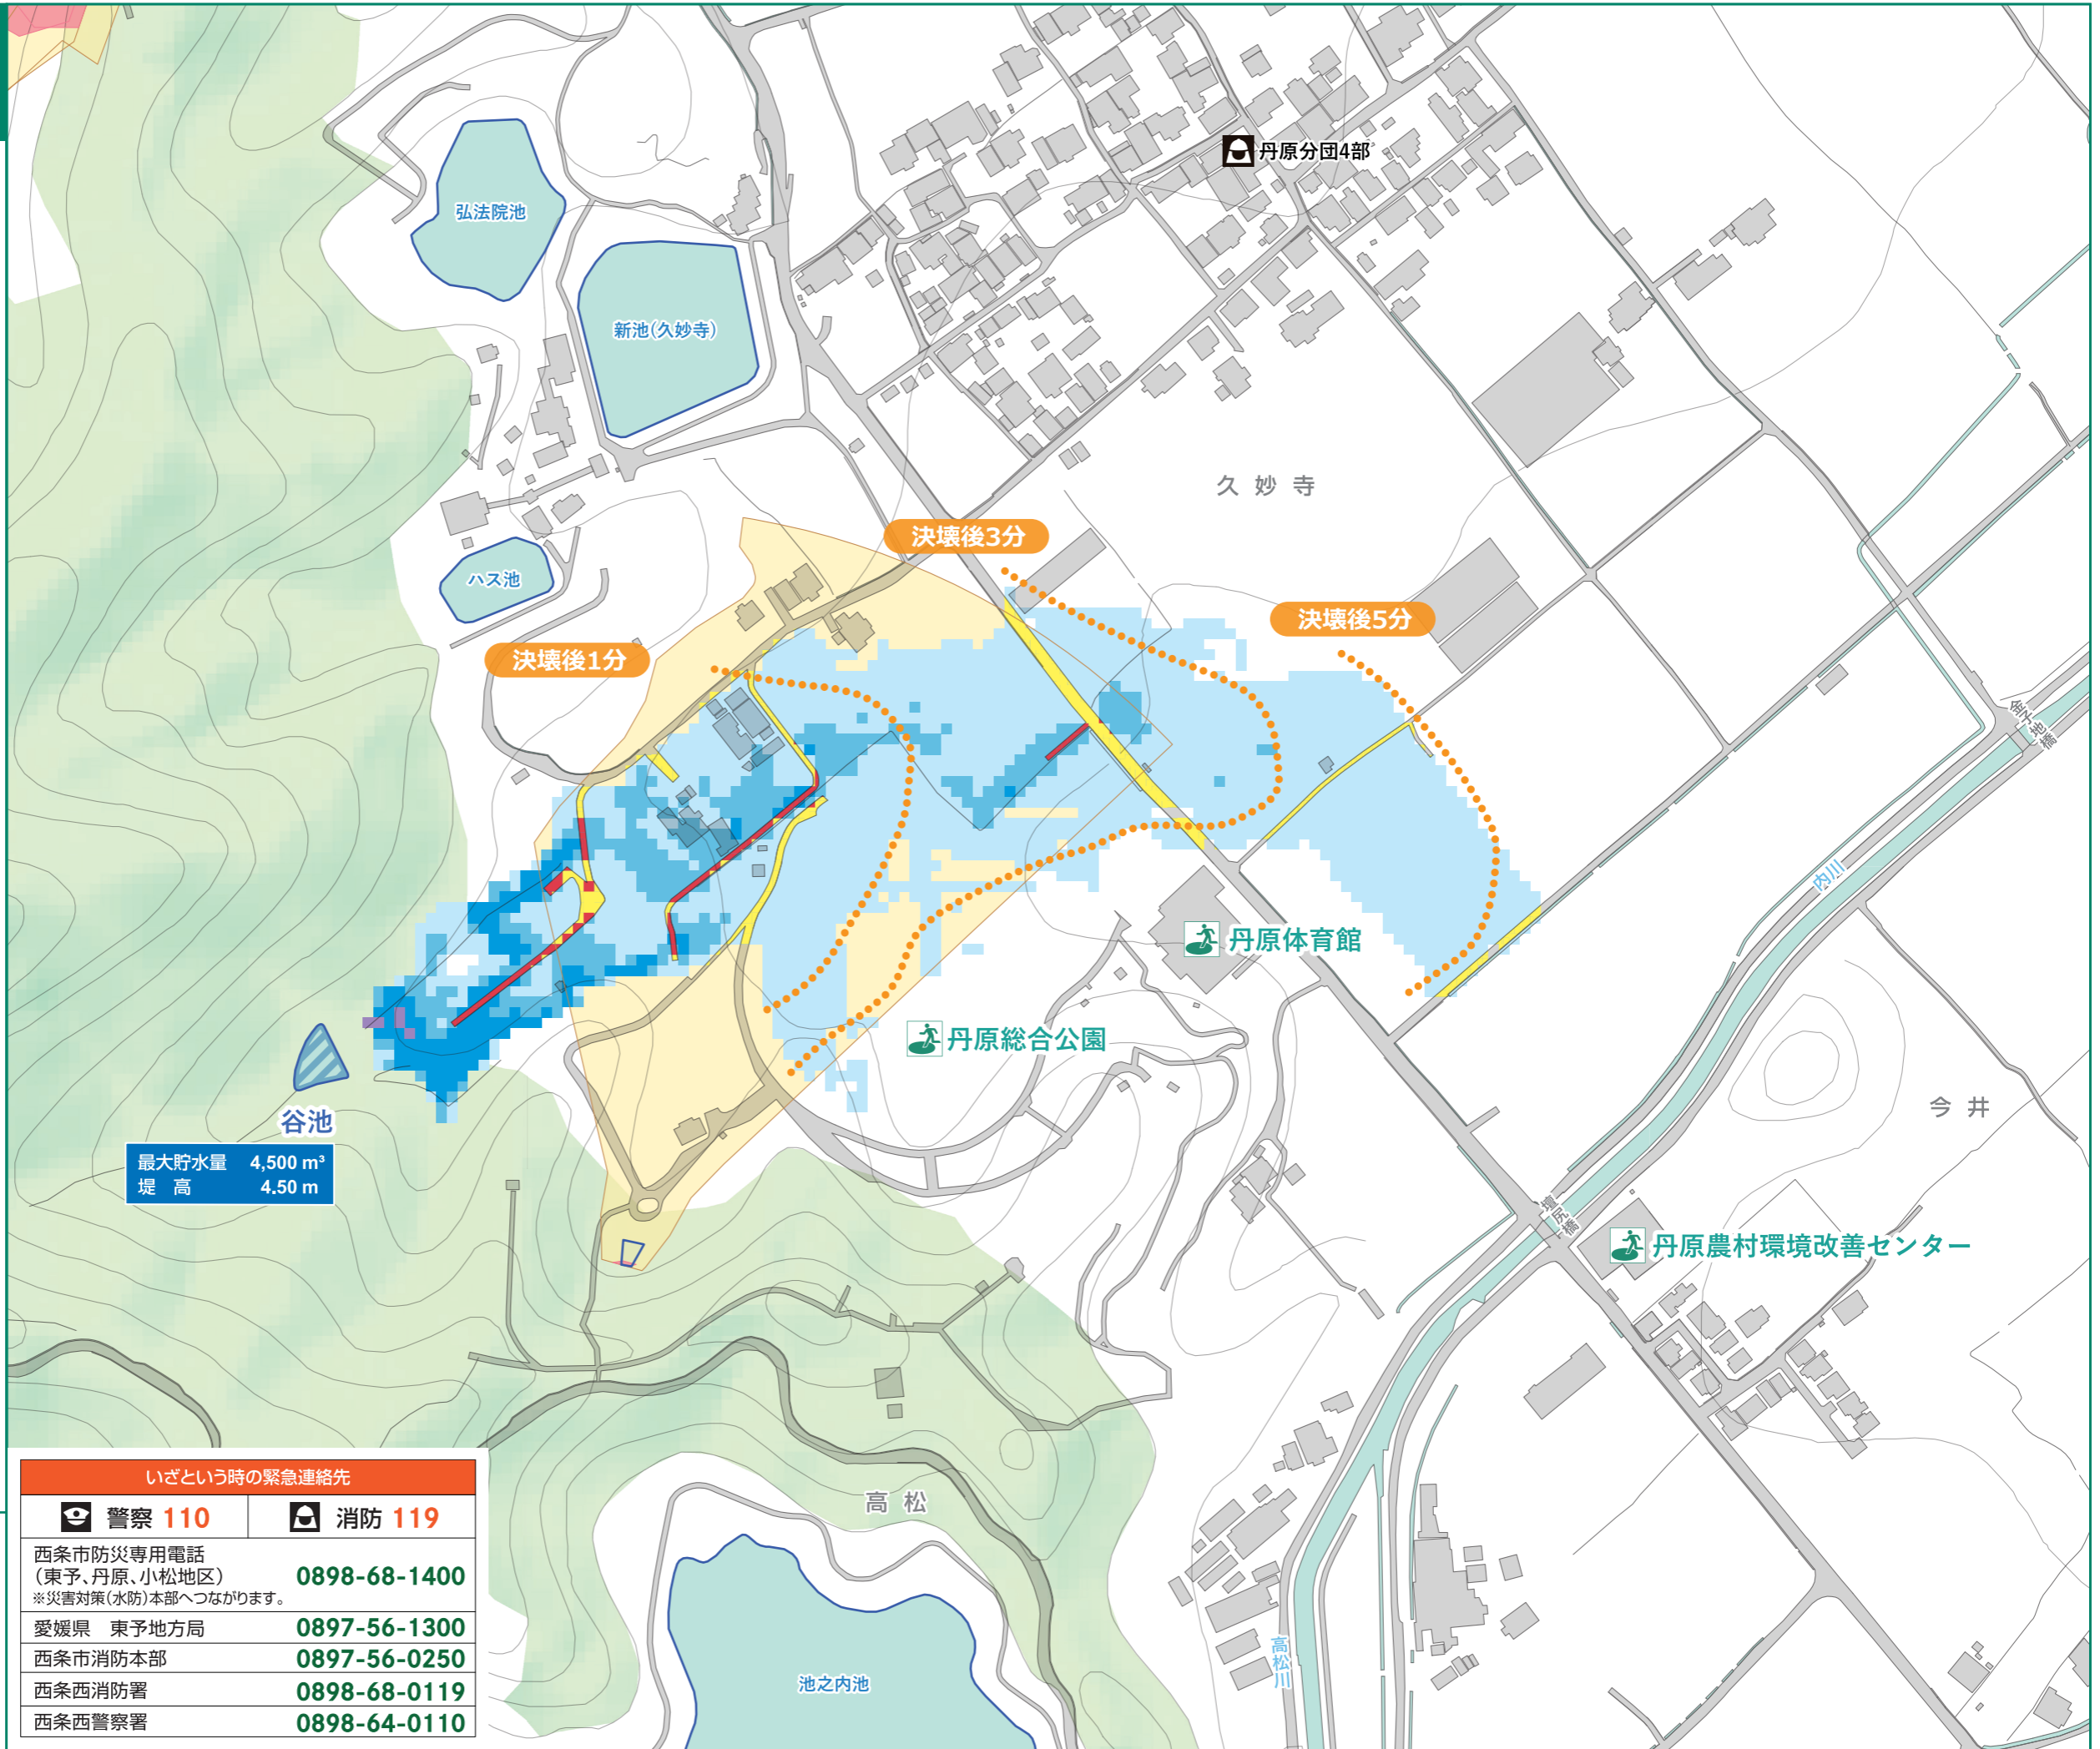 丹原分団4部
弘法院池
新池(久妙寺)
久妙寺
決壊後3分
ハス池
決壊後5分
決壊後1分
金子地橋
内川
丹原体育館
丹原総合公園
谷池
今井
最大貯水量 4,500 m³
堤 高 4.50 m
丹原農村環境改善センター
いざという時の緊急連絡先
警察 110
消防 119
高松
西条市防災専用電話
(東予、丹原、小松地区) 0898-68-1400
※災害対策(水防)本部へつながります。
愛媛県 東予地方局 0897-56-1300
西条市消防本部 0897-56-0250
西条西消防署 0898-68-0119
西条西警察署 0898-64-0110
高松川
池之内池